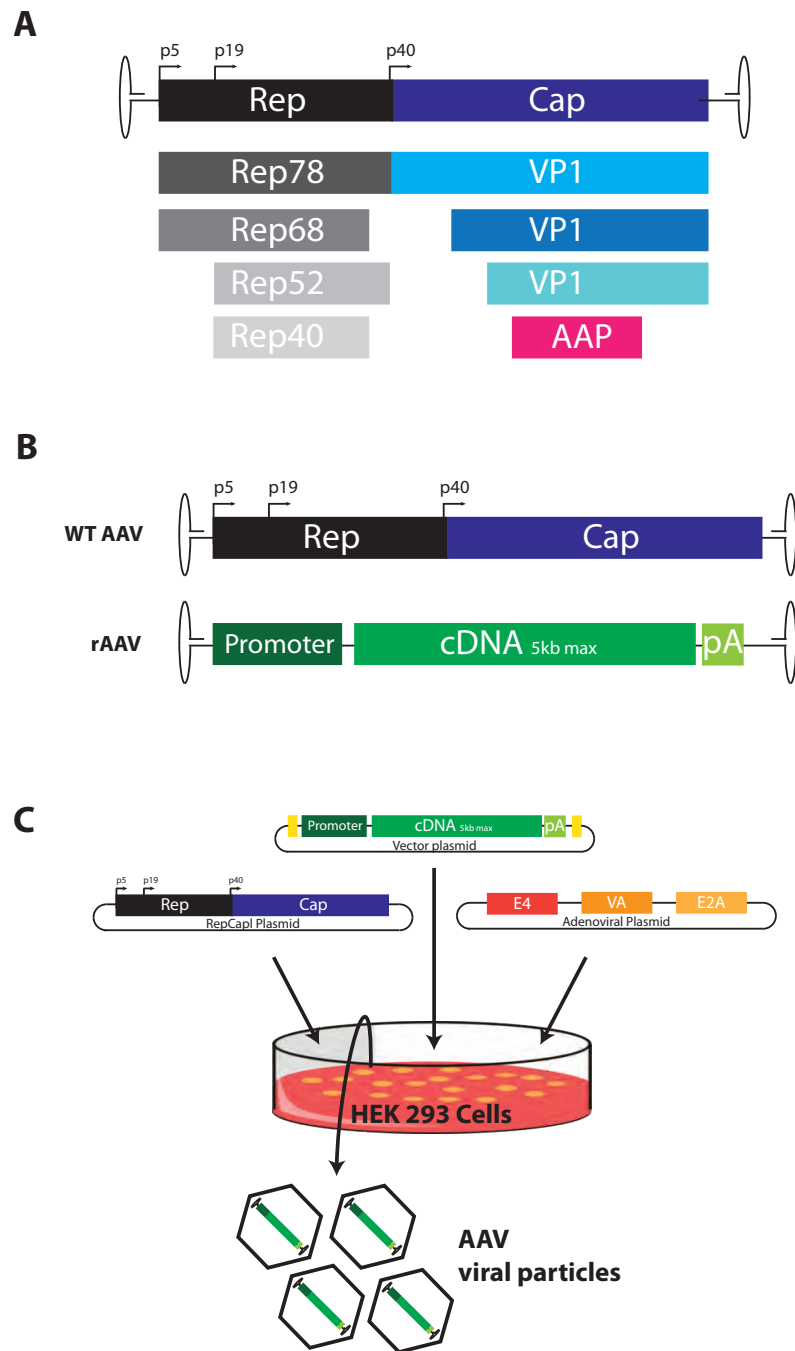 A
p5 p19 p40
Rep Cap
Rep78 VP1
Rep68 VP1
Rep52 VP1
Rep40 AAP
B
p5 p19 p40
WT AAV Rep Cap
rAAV Promoter cDNA 5kb max pA
C
Promoter cDNA 5kb max pA
Vector plasmid
p5 p19 p40
Rep Cap
RepCapl Plasmid
E4 VA E2A
Adenoviral Plasmid
HEK 293 Cells
AAV
viral particles